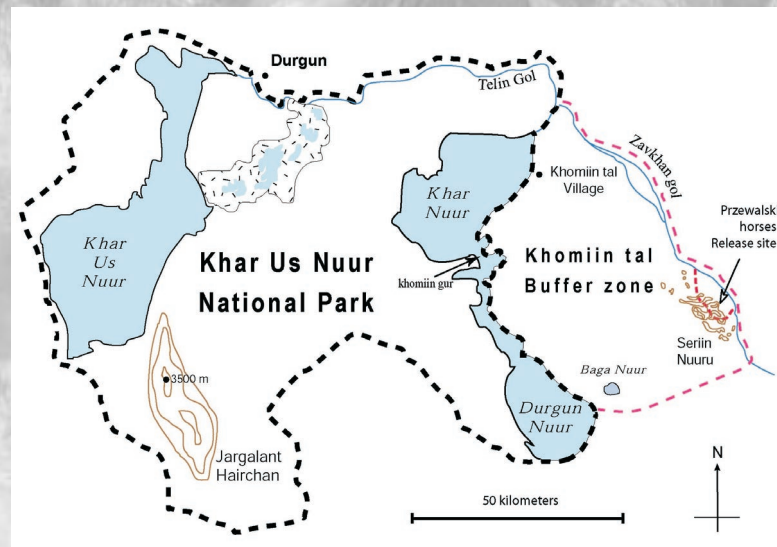 Durgun
Telin Gol
Zavkhan gol
Khar
Nuur
Khomiin tal
Village
Przewalski
horses
Release site
Khar
Us
Nuur
Khar Us Nuur
National Park
khomiin gur
Khomiin tal
Buffer zone
Seriin
Nuuru
3500 m
Baga Nuur
Durgun
Nuur
Jargalant
Hairchan
50 kilometers
N